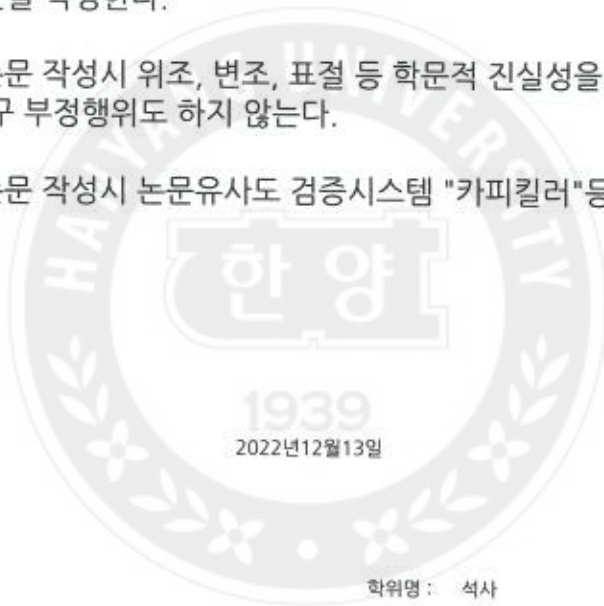 문 작성시 위조, 변조, 표절 등 학문적 진실성을
구 부정행위도 하지 않는다.
문 작성시 논문유사도 검증시스템 "카피킬러"등
HANYANG UNIVERSITY
한양
1939
2022년12월13일
학위명 : 석사